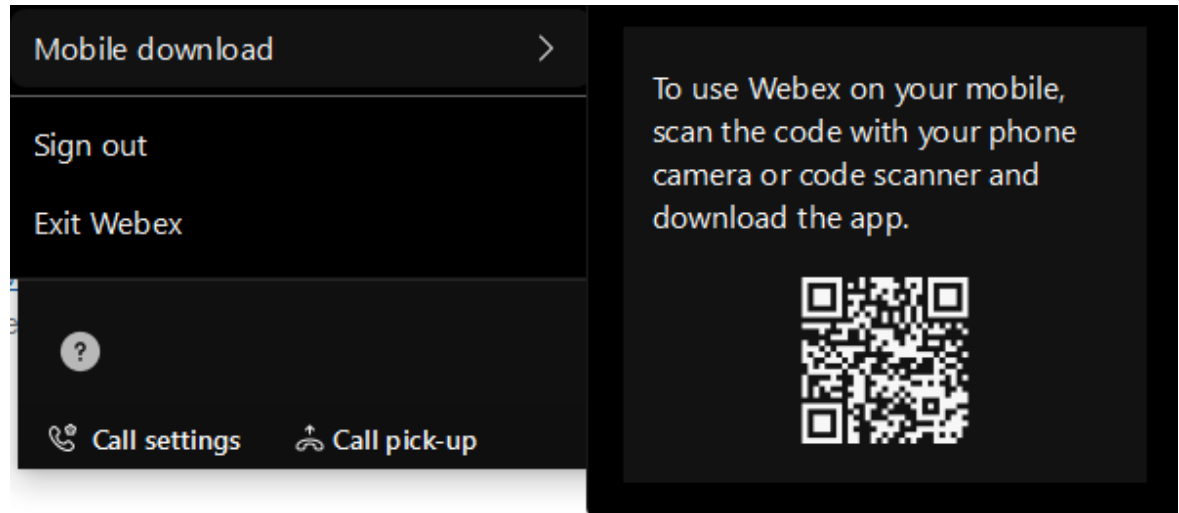 Mobile download
Sign out
Exit Webex
?
Call settings
Call pick-up
To use Webex on your mobile,
scan the code with your phone
camera or code scanner and
download the app.